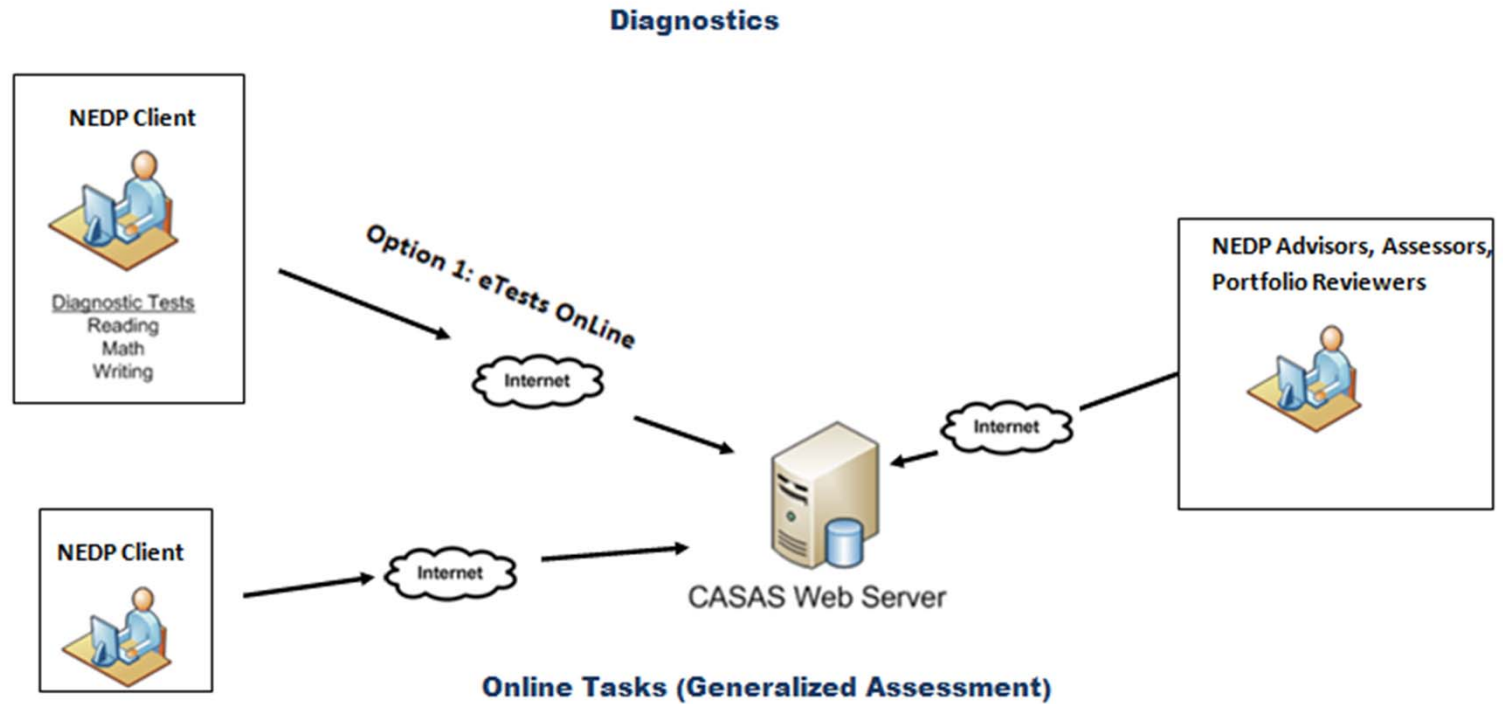 Diagnostics
NEDP Client
Diagnostic Tests
Reading
Math
Writing
Option 1: eTests OnLine
Internet
NEDP Advisors, Assessors,
Portfolio Reviewers
Internet
CASAS Web Server
NEDP Client
Internet
Online Tasks (Generalized Assessment)